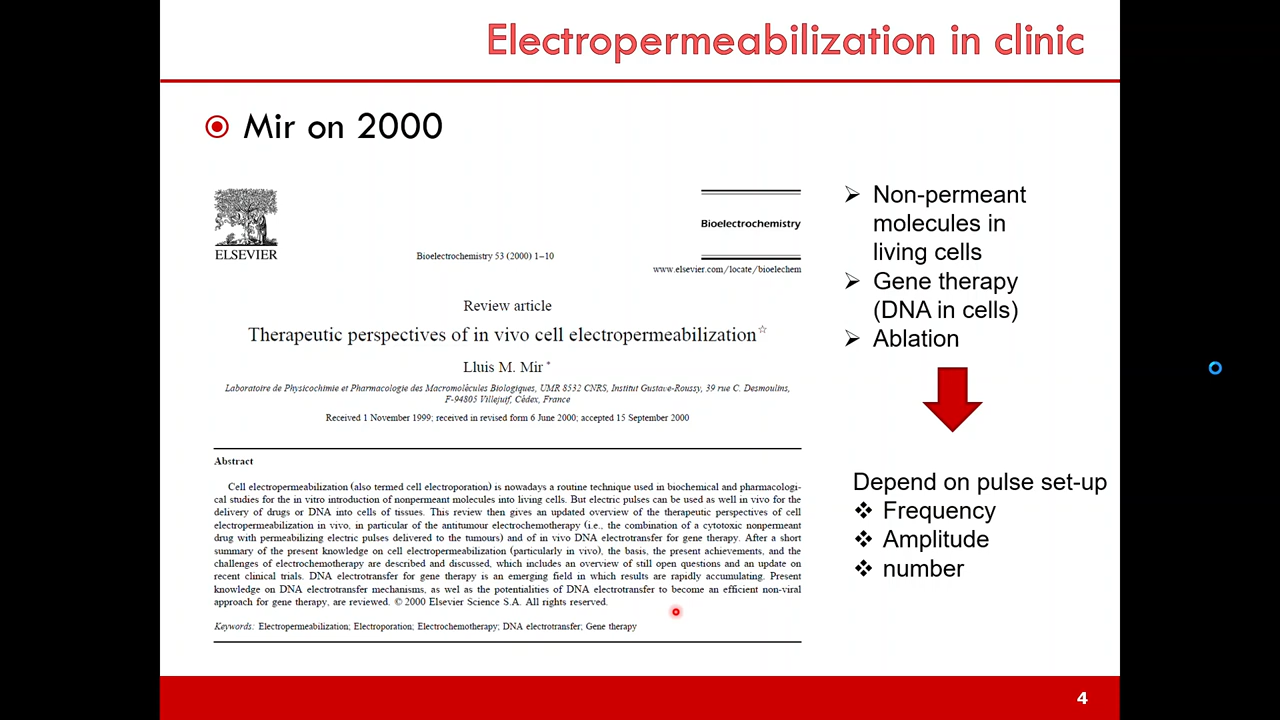 Electropermeabilization in clinic
Mir on 2000
ELSEVIER
Bioelectrochemistry 53 (2000) 1–10
Bioelectrochemistry
www.elsevier.com/locate/bioelechem
Review article
Therapeutic perspectives of in vivo cell electropermeabilization☆
Lluis M. Mir *
Laboratoire de Physicochimie et Pharmacologie des Macromolécules Biologiques, UMR 8532 CNRS, Institut Gustave-Roussy, 39 rue C. Desmoulins,
F-94805 Villejuif, Cédex, France
Received 1 November 1999; received in revised form 6 June 2000; accepted 15 September 2000
Abstract
Cell electropermeabilization (also termed cell electroporation) is nowadays a routine technique used in biochemical and pharmacologi-
cal studies for the in vitro introduction of nonpermeant molecules into living cells. But electric pulses can be used as well in vivo for the
delivery of drugs or DNA into cells of tissues. This review then gives an updated overview of the therapeutic perspectives of cell
electropermeabilization in vivo, in particular of the antitumour electrochemotherapy (i.e., the combination of a cytotoxic nonpermeant
drug with permeabilizing electric pulses delivered to the tumours) and of in vivo DNA electrotransfer for gene therapy. After a short
summary of the present knowledge on cell electropermeabilization (particularly in vivo), the basis, the present achievements, and the
challenges of electrochemotherapy are described and discussed, which includes an overview of still open questions and an update on
recent clinical trials. DNA electrotransfer for gene therapy is an emerging field in which results are rapidly accumulating. Present
knowledge on DNA electrotransfer mechanisms, as well as the potentialities of DNA electrotransfer to become an efficient non-viral
approach for gene therapy, are reviewed. © 2000 Elsevier Science S.A. All rights reserved.
Keywords: Electropermeabilization; Electroporation; Electrochemotherapy; DNA electrotransfer; Gene therapy
Non-permeant
molecules in
living cells
Gene therapy
(DNA in cells)
Ablation
Depend on pulse set-up
Frequency
Amplitude
number
4